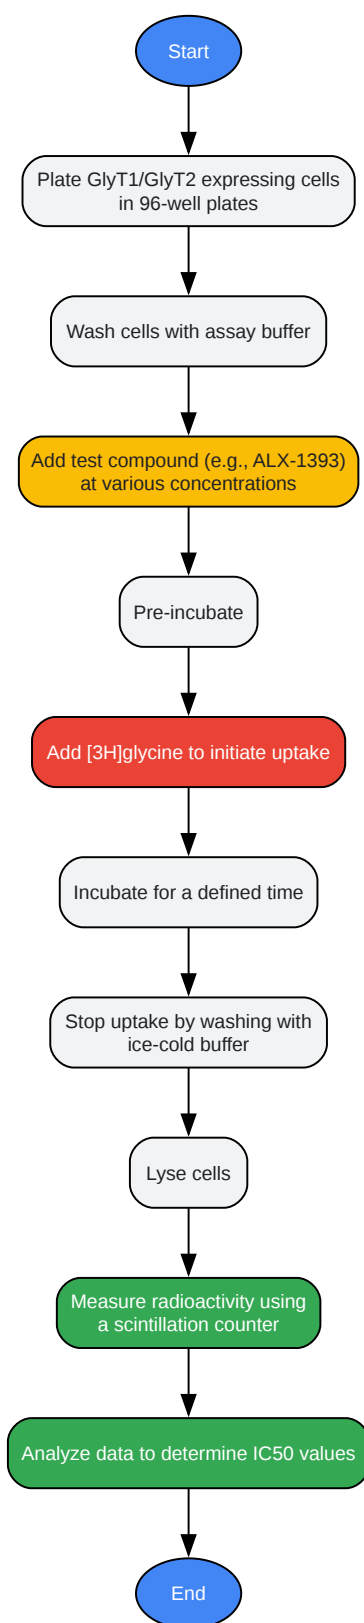 Start
Plate GlyT1/GlyT2 expressing cells
in 96-well plates
Wash cells with assay buffer
Add test compound (e.g., ALX-1393)
at various concentrations
Pre-incubate
Add [3H]glycine to initiate uptake
Incubate for a defined time
Stop uptake by washing with
ice-cold buffer
Lyse cells
Measure radioactivity using
a scintillation counter
Analyze data to determine IC50 values
End